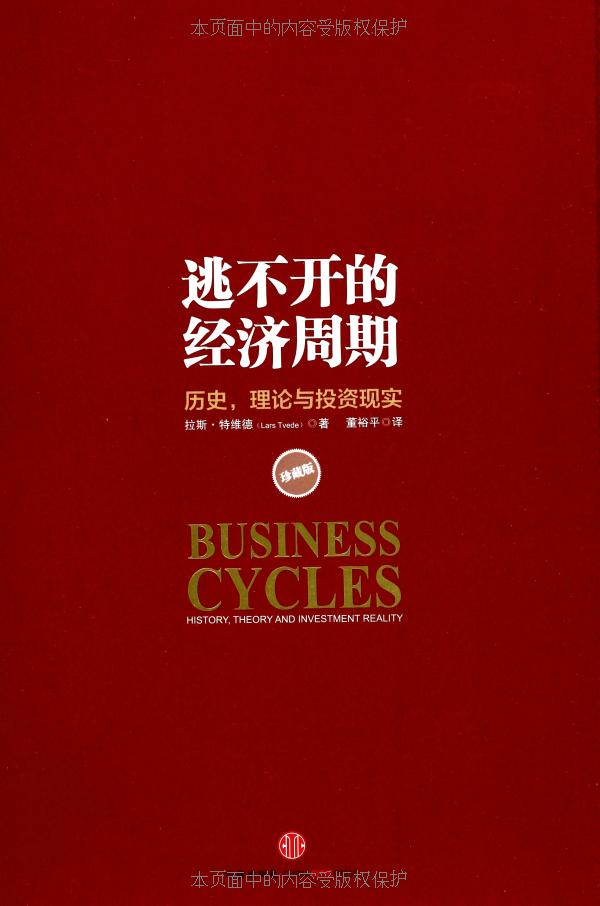 本页面中的内容受版权保护
逃不开的
经济周期
历史，理论与投资现实
拉斯·特维德（Lars Tvede）◎著 董裕平◎译
珍藏版
BUSINESS
CYCLES
HISTORY, THEORY AND INVESTMENT REALITY
本页面中的内容受版权保护